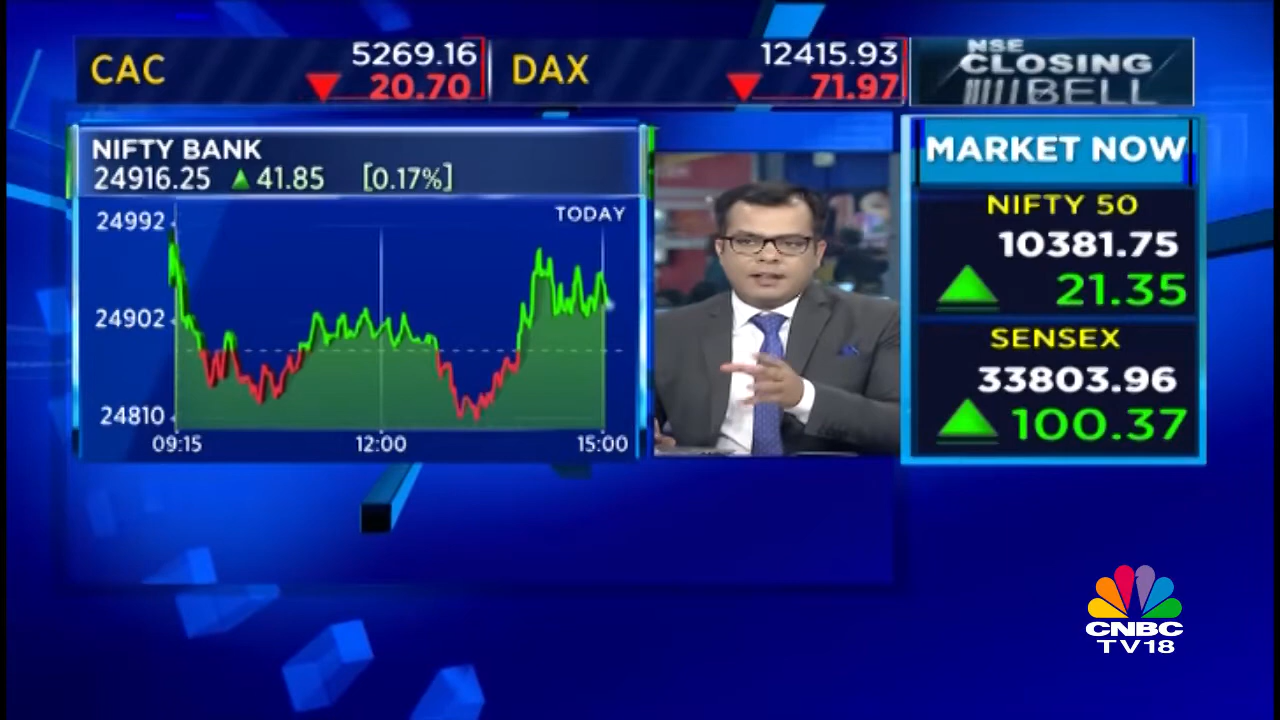 CAC
5269.16
20.70
DAX
12415.93
71.97
NSE
CLOSING
BELL
NIFTY BANK
24916.25 41.85 [0.17%]
TODAY
24992
24902
24810
09:15 12:00 15:00
MARKET NOW
NIFTY 50
10381.75
21.35
SENSEX
33803.96
100.37
CNBC
TV18